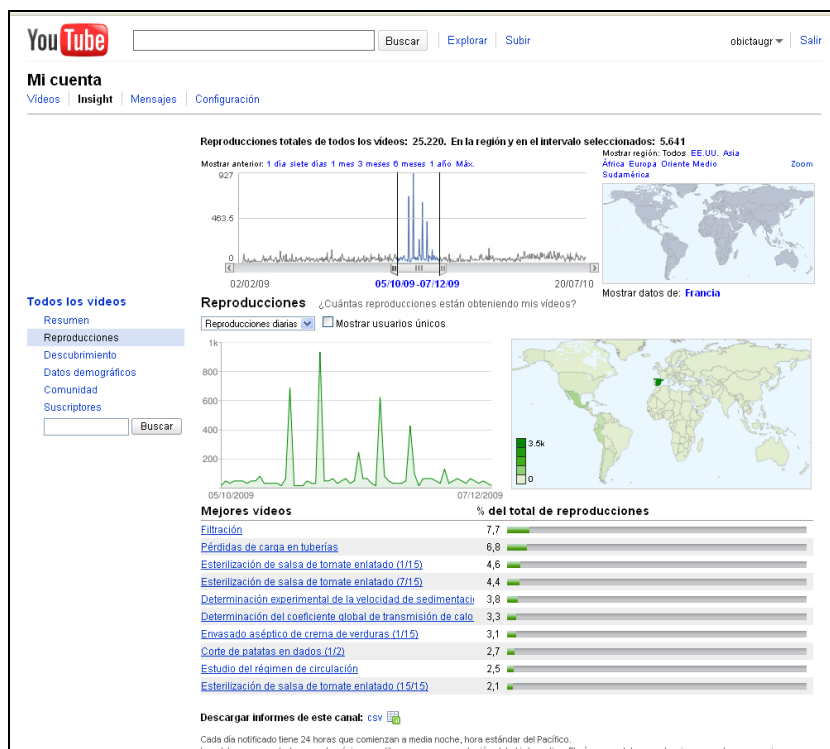 YouTube Buscar Explorar Subir obictaugr Salir
Mi cuenta
Vídeos Insight Mensajes Configuración
Reproducciones totales de todos los vídeos: 25.220. En la región y en el intervalo seleccionados: 5.641
Mostrar anterior: 1 día siete días 1 mes 3 meses 6 meses 1 año Máx.
Mostrar región: Todos EE.UU. Asia
África Europa Oriente Medio Zoom
Sudamérica
927
463.5
0
02/02/09 05/10/09 -07/12/09 20/07/10
Mostrar datos de: Francia
Todos los vídeos
Resumen
Reproducciones
Descubrimiento
Datos demográficos
Comunidad
Suscriptores
Buscar
Reproducciones ¿Cuántas reproducciones están obteniendo mis vídeos?
Reproducciones diarias Mostrar usuarios únicos
1k
800
600
400
200
05/10/2009 07/12/2009
3.5k
0
Mejores vídeos % del total de reproducciones
Filtración 7,7
Pérdidas de carga en tuberías 6,8
Esterilización de salsa de tomate enlatado (1/15) 4,6
Esterilización de salsa de tomate enlatado (7/15) 4,4
Determinación experimental de la velocidad de sedimentaci 3,8
Determinación del coeficiente global de transmisión de calo 3,3
Envasado aséptico de crema de verduras (1/15) 3,1
Corte de patatas en dados (1/2) 2,7
Estudio del régimen de circulación 2,5
Esterilización de salsa de tomate enlatado (15/15) 2,1
Descargar informes de este canal: CSV
Cada día notificado tiene 24 horas que comienzan a media noche, hora estándar del Pacífico.